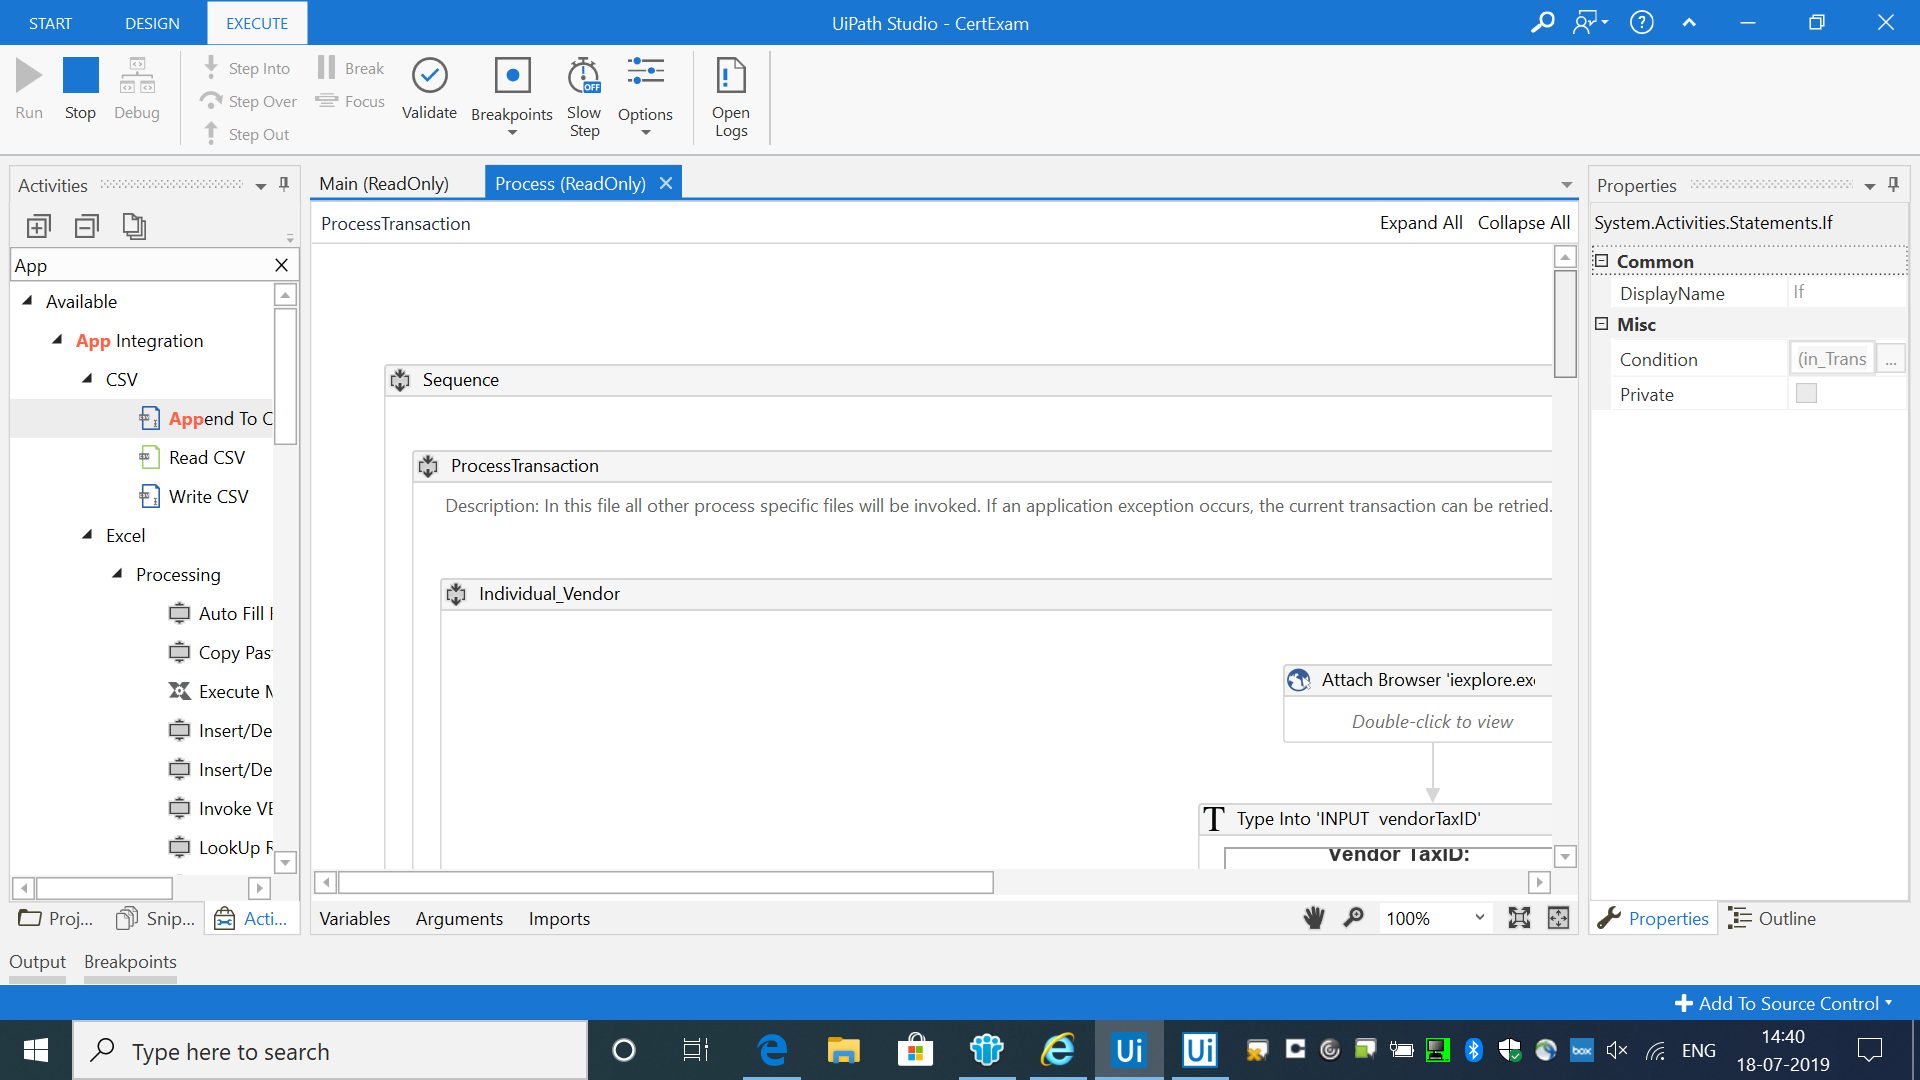 START
DESIGN
EXECUTE
UiPath Studio - CertExam
Run
Stop
Debug
Step Into
Step Over
Step Out
Break
Focus
Validate
Breakpoints
Slow
Step
OFF
Options
Open
Logs
Activities
Main (ReadOnly)
Process (ReadOnly)
Properties
ProcessTransaction
Expand All
Collapse All
System.Activities.Statements.If
App
Available
App Integration
CSV
Append To C
Read CSV
Write CSV
Excel
Processing
Auto Fill
Copy Pas
Execute M
Insert/De
Insert/De
Invoke VB
LookUp R
Sequence
ProcessTransaction
Description: In this file all other process specific files will be invoked. If an application exception occurs, the current transaction can be retried.
Individual_Vendor
Attach Browser 'iexplore.exe
Double-click to view
T Type Into 'INPUT vendorTaxID'
Vendor TaxID:
Common
DisplayName
If
Misc
Condition
(in_Trans
...
Private
Proj...
Snip...
Acti...
Variables
Arguments
Imports
100%
Properties
Outline
Output
Breakpoints
Add To Source Control
Type here to search
Ui
Ui
box
ENG
14:40
18-07-2019